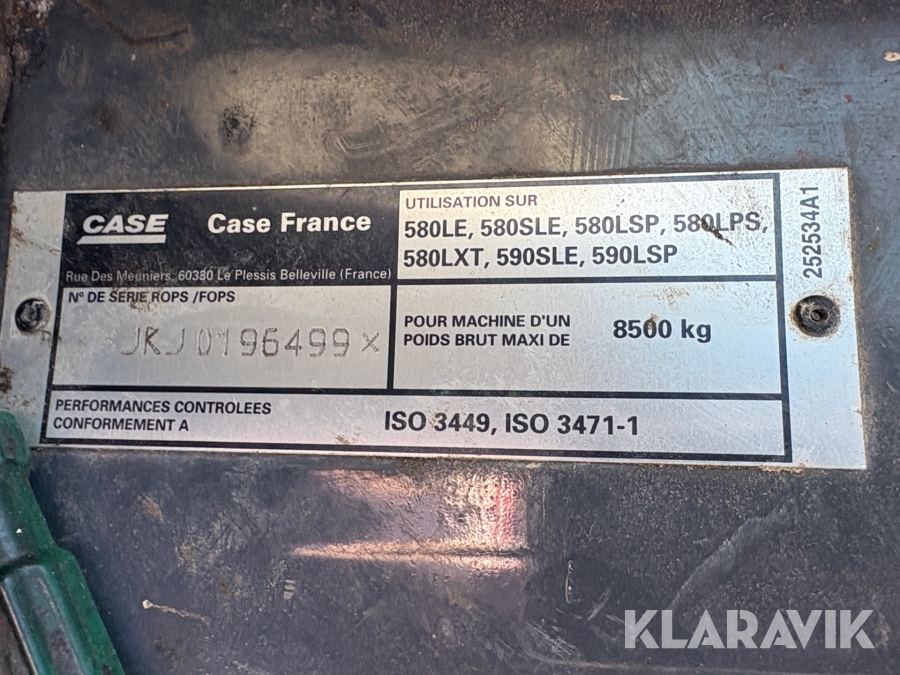 CASE Case France
Rue Des Meuniers, 60380 Le Plessis Belleville (France)
UTILISATION SUR
580LE, 580SLE, 580LSP, 580LPS,
580LXT, 590SLE, 590LSP
Nº DE SERIE ROPS /FOPS
JKJ0196499X
POUR MACHINE D'UN
POIDS BRUT MAXI DE
8500 kg
PERFORMANCES CONTROLEES
CONFORMEMENT A
ISO 3449, ISO 3471-1
252534A1
KLARAVIK